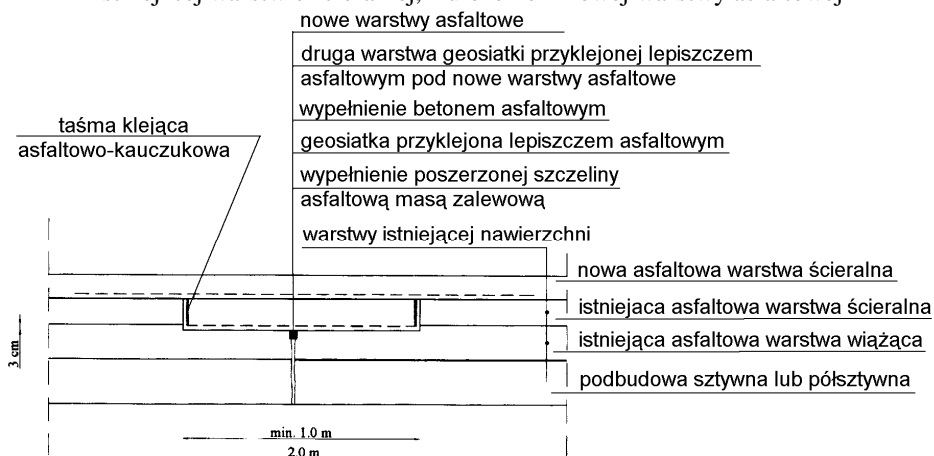 nowe warstwy asfaltowe
druga warstwa geosiatki przyklejonej lepiszczem
asfaltowym pod nowe warstwy asfaltowe
wypełnienie betonem asfaltowym
geosiatka przyklejona lepiszczem asfaltowym
wypełnienie poszerzonej szczeliny
asfaltową masą zalewową
warstwy istniejącej nawierzchni
taśma klejąca
asfaltowo-kauczukowa
nowa asfaltowa warstwa ścieralna
istniejaca asfaltowa warstwa ścieralna
istniejąca asfaltowa warstwa wiążąca
podbudowa sztywna lub półsztywna
3 cm
min. 1.0 m
2.0 m